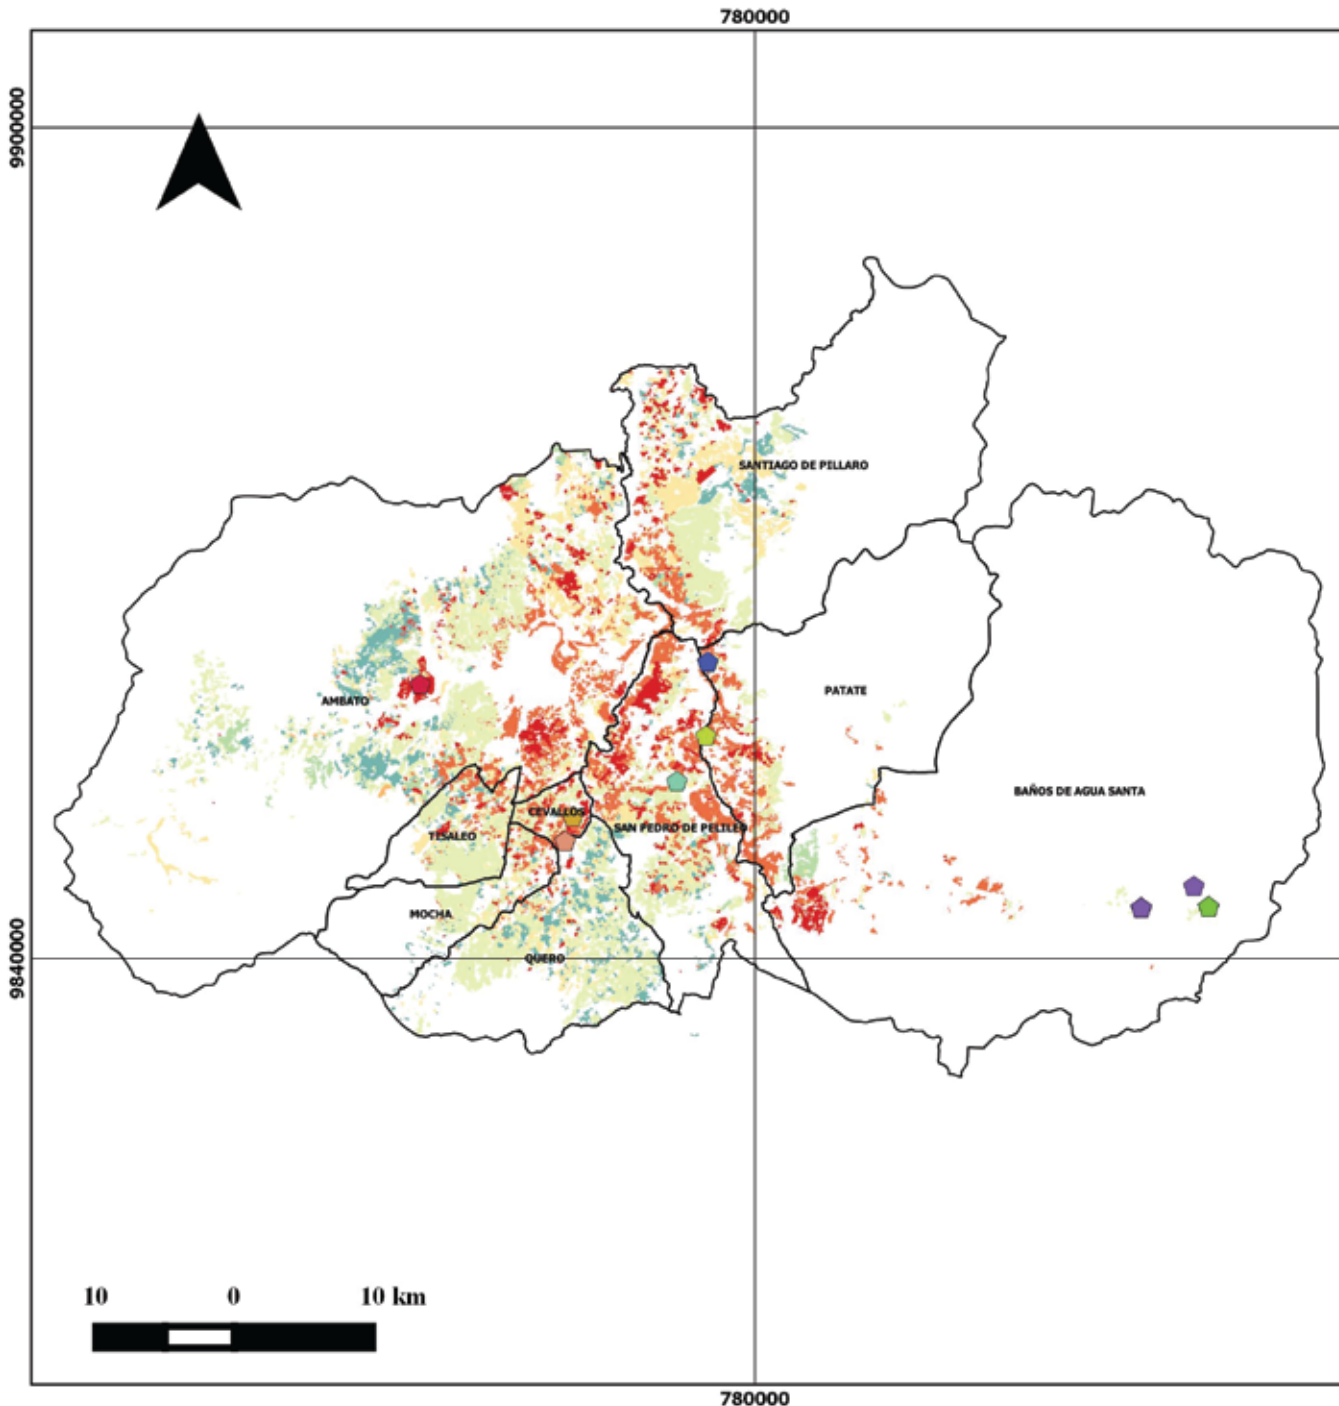 780000
9900000
SANTIAGO DE PILLARO
PATATE
AMBATO
BAÑOS DE AGUA SANTA
CEVALLOS
SAN PEDRO DE PELILEO
TISALEO
MOCHA
QUERO
9840000
10 0 10 km
780000